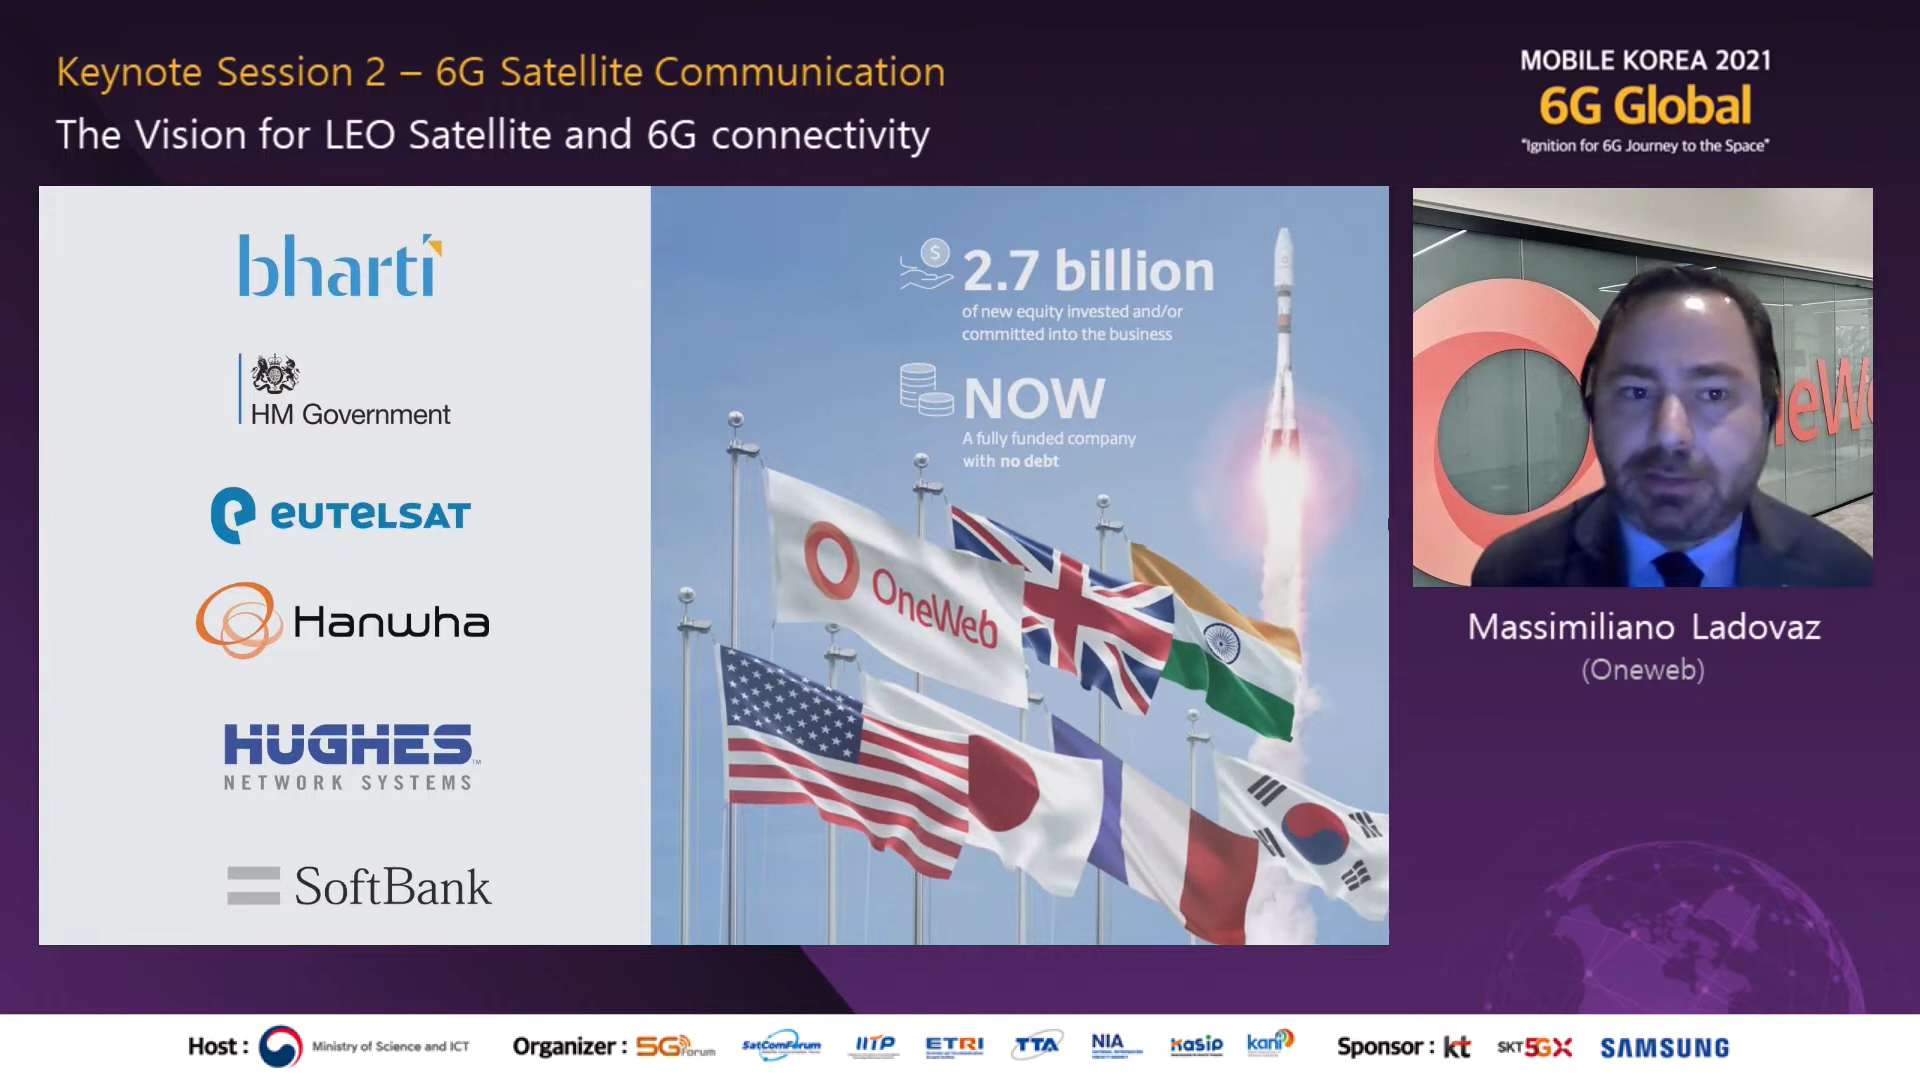 Keynote Session 2 – 6G Satellite Communication
The Vision for LEO Satellite and 6G connectivity
MOBILE KOREA 2021
6G Global
"Ignition for 6G Journey to the Space"
bharti
HM Government
eutelsat
Hanwha
HUGHES
NETWORK SYSTEMS
SoftBank
$
2.7 billion
of new equity invested and/or
committed into the business
NOW
A fully funded company
with no debt
OneWeb
neWe
Massimiliano Ladovaz
(Oneweb)
Host : Ministry of Science and ICT Organizer : 5G forum SatComForum IITP ETRI TTA NIA kasip kani Sponsor : kt SKT 5GX SAMSUNG